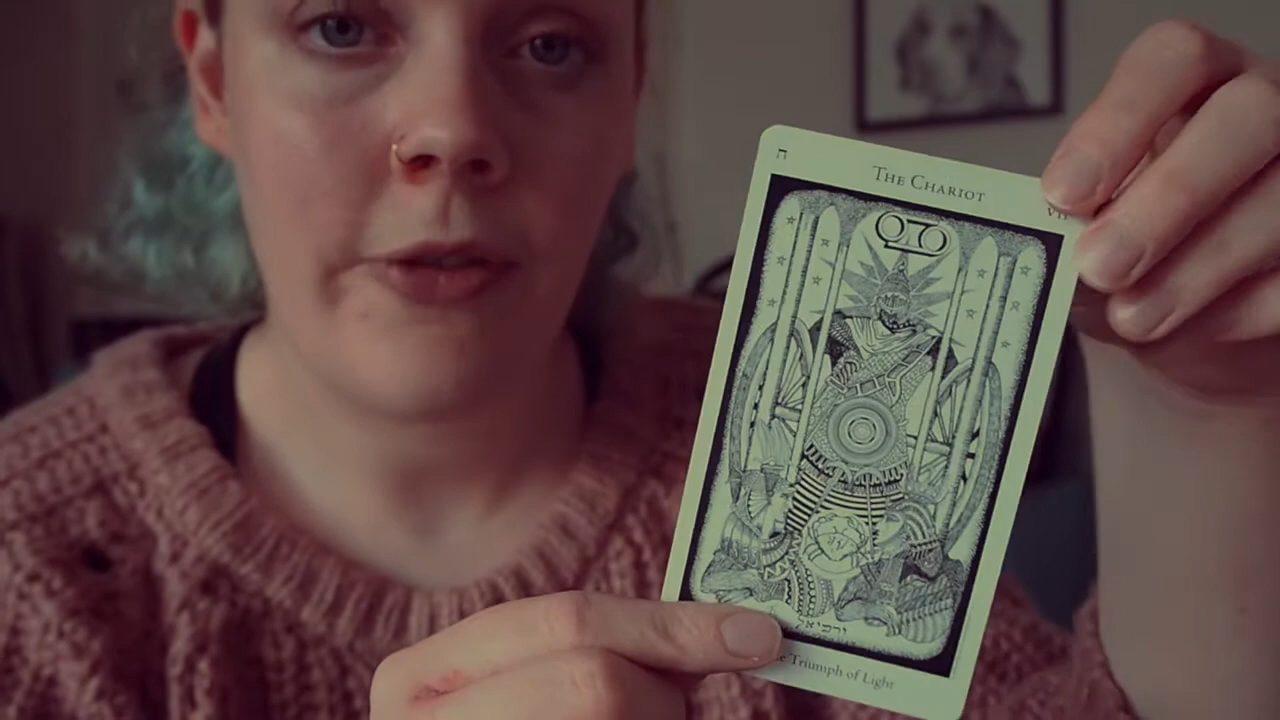 ח
The Chariot
VII
Triumph of Light